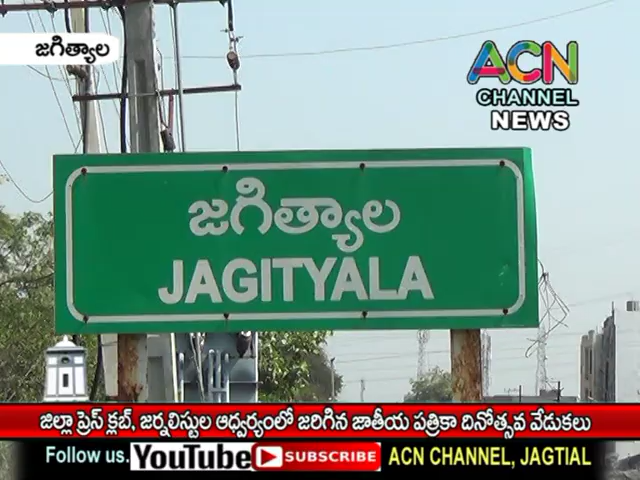 జగిత్యాల
ACN
CHANNEL
NEWS
జగిత్యాల
JAGITYALA
జిల్లా ప్రెస్ క్లబ్, జర్నలిస్టుల ఆధ్వర్యంలో జరిగిన జాతీయ పత్రికా దినోత్సవ వేడుకలు
Follow us. YouTube SUBSCRIBE ACN CHANNEL, JAGTIAL